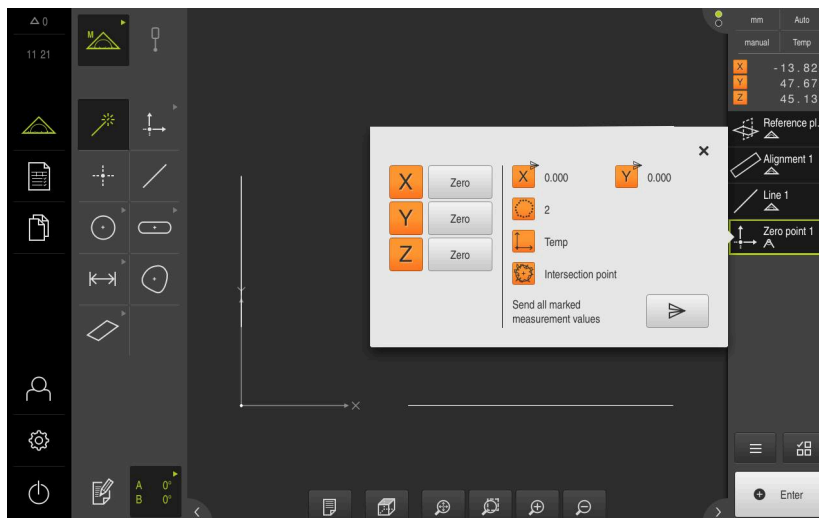 0
11 21
M
A 0°
B 0°
X Zero
Y Zero
Z Zero
X 0.000 Y 0.000
2
Temp
Intersection point
Send all marked
measurement values
X
mm Auto
manual Temp
X -13.82
Y 47.67
Z 45.13
Reference pl.
Alignment 1
Line 1
Zero point 1
Enter